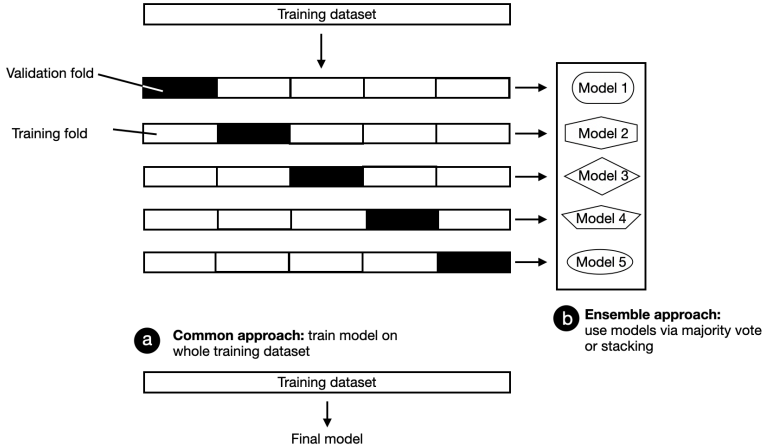 Training dataset
Validation fold
Model 1
Training fold
Model 2
Model 3
Model 4
Model 5
a
Common approach: train model on
whole training dataset
b
Ensemble approach:
use models via majority vote
or stacking
Training dataset
Final model